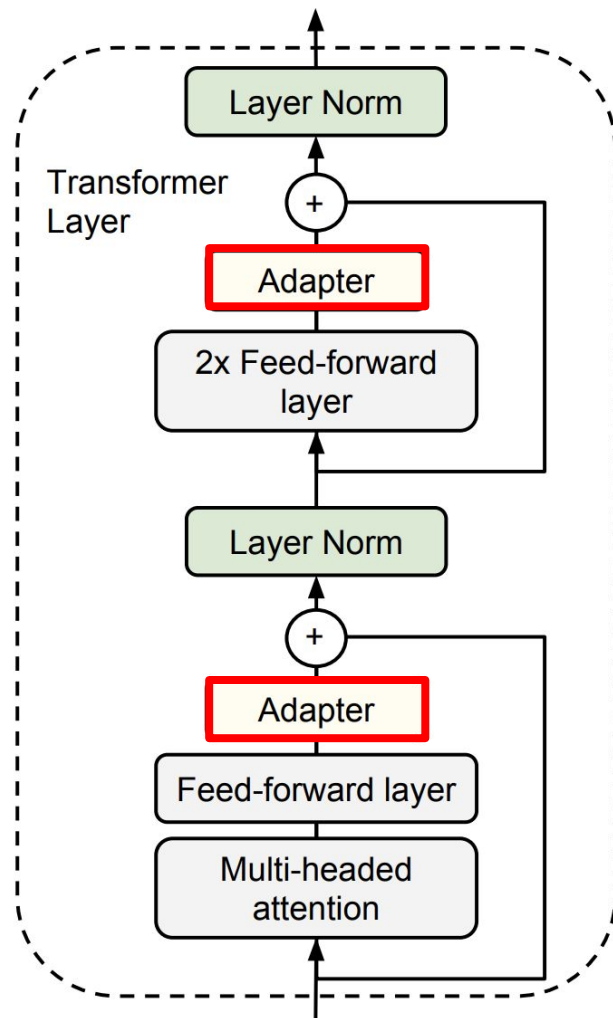 Layer Norm
Transformer
Layer
+
Adapter
2x Feed-forward
layer
Layer Norm
+
Adapter
Feed-forward layer
Multi-headed
attention